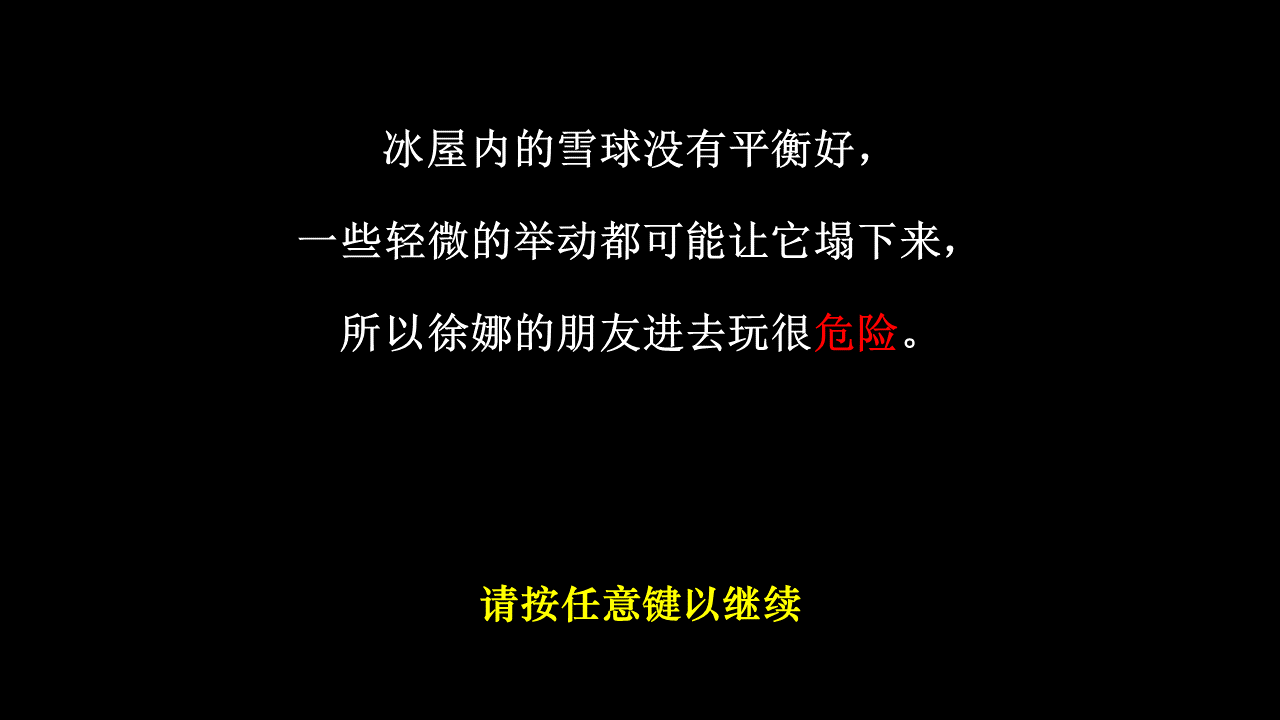 冰屋内的雪球没有平衡好，
一些轻微的举动都可能让它塌下来，
所以徐娜的朋友进去玩很危险。
请按任意键以继续